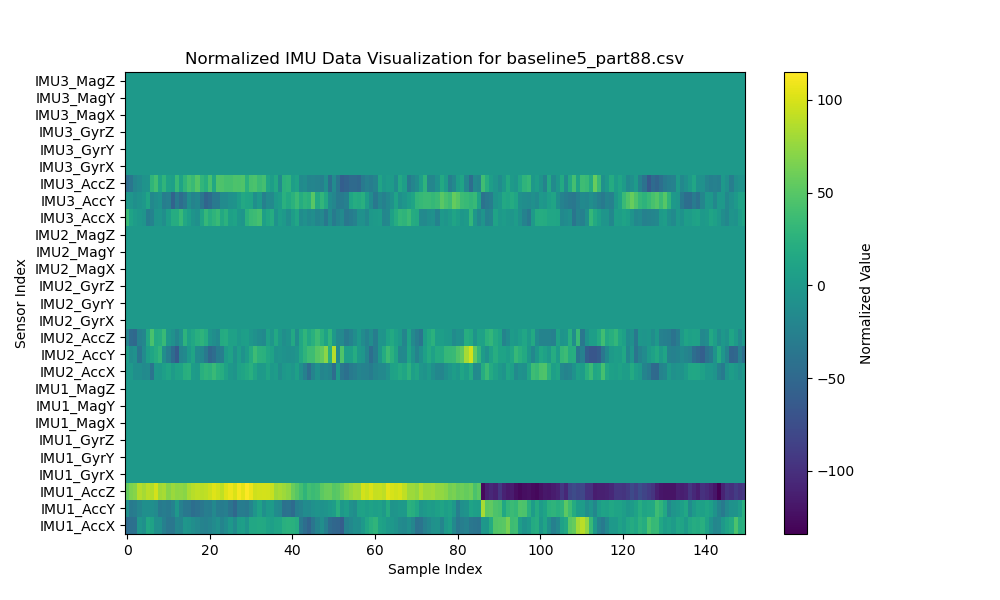 Normalized IMU Data Visualization for baseline5_part88.csv
IMU3_MagZ
IMU3_MagY
IMU3_MagX
IMU3_GyrZ
IMU3_GyrY
IMU3_GyrX
IMU3_AccZ
IMU3_AccY
IMU3_AccX
IMU2_MagZ
IMU2_MagY
IMU2_MagX
IMU2_GyrZ
IMU2_GyrY
IMU2_GyrX
IMU2_AccZ
IMU2_AccY
IMU2_AccX
IMU1_MagZ
IMU1_MagY
IMU1_MagX
IMU1_GyrZ
IMU1_GyrY
IMU1_GyrX
IMU1_AccZ
IMU1_AccY
IMU1_AccX
Sensor Index
0 20 40 60 80 100 120 140
Sample Index
100
50
0
−50
−100
Normalized Value